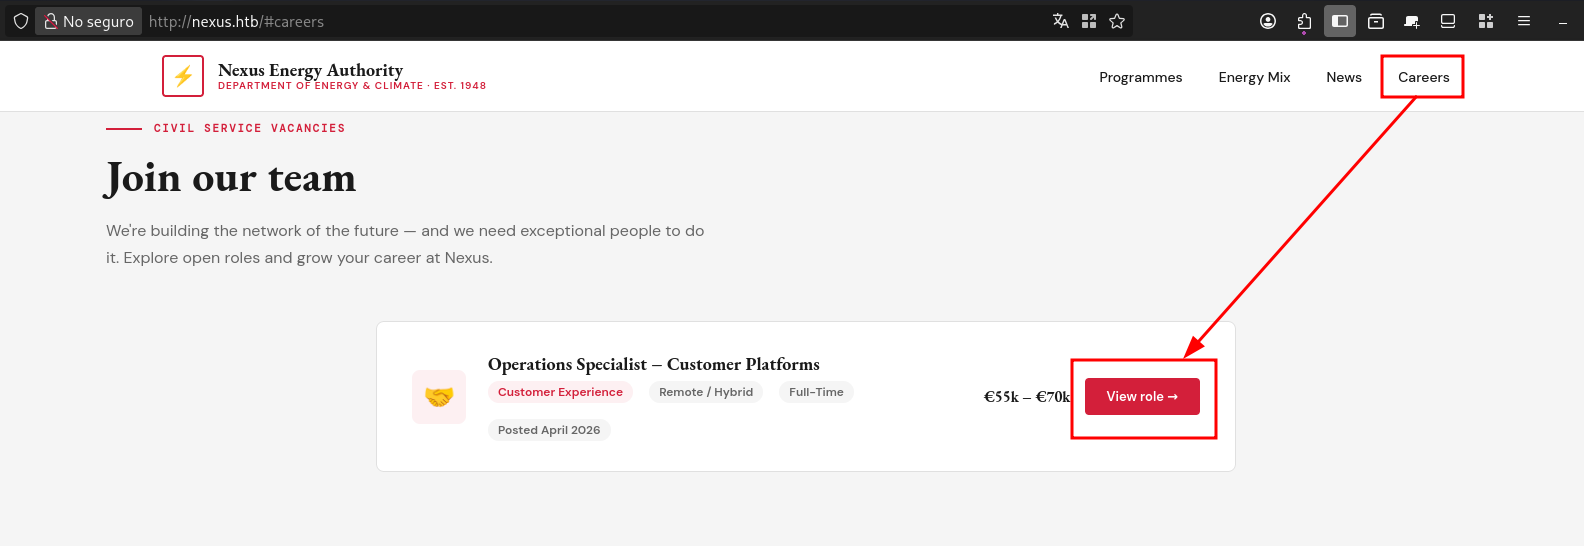 No seguro http://nexus.htb/#careers
Nexus Energy Authority
DEPARTMENT OF ENERGY & CLIMATE · EST. 1948
Programmes Energy Mix News Careers
CIVIL SERVICE VACANCIES
Join our team
We're building the network of the future — and we need exceptional people to do
it. Explore open roles and grow your career at Nexus.
Operations Specialist – Customer Platforms
Customer Experience Remote / Hybrid Full-Time
€55k – €70k View role →
Posted April 2026